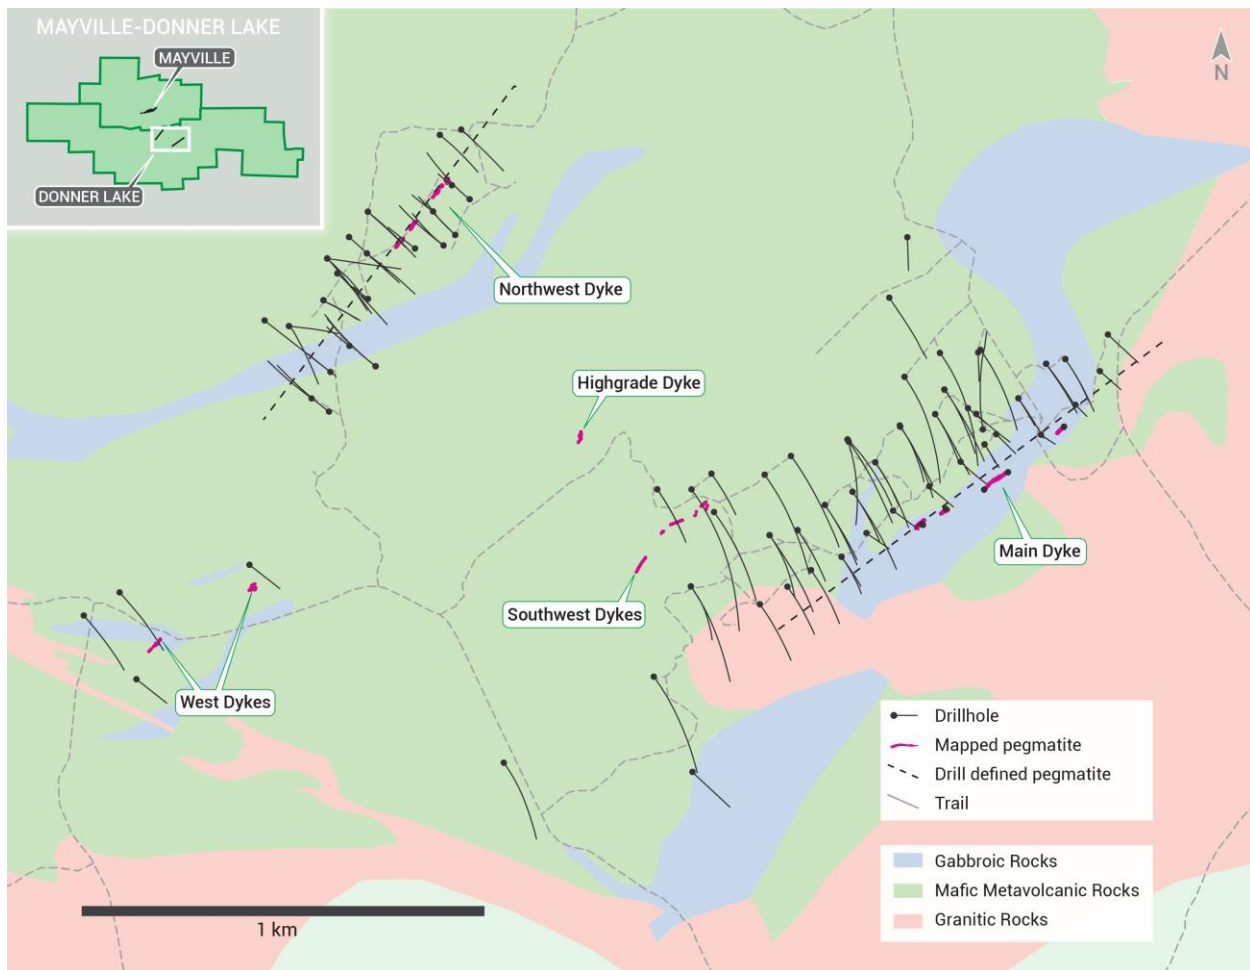 MAYVILLE-DONNER LAKE
MAYVILLE
DONNER LAKE
N
Northwest Dyke
Highgrade Dyke
Main Dyke
Southwest Dykes
West Dykes
Drillhole
Mapped pegmatite
Drill defined pegmatite
Trail
Gabbroic Rocks
Mafic Metavolcanic Rocks
Granitic Rocks
1 km